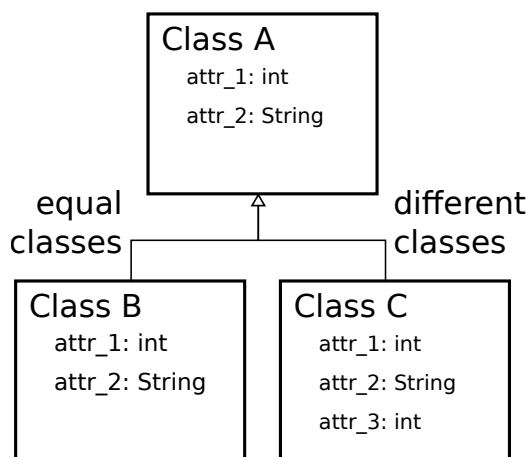 Class A
attr_1: int
attr_2: String
equal
classes
different
classes
Class B
attr_1: int
attr_2: String
Class C
attr_1: int
attr_2: String
attr_3: int